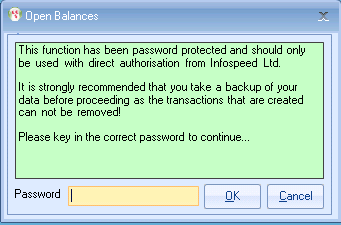 Open Balances
This function has been password protected and should only
be used with direct authorisation from Infospeed Ltd.
It is strongly recommended that you take a backup of your
data before proceeding as the transactions that are created
can not be removed!
Please key in the correct password to continue...
Password OK Cancel